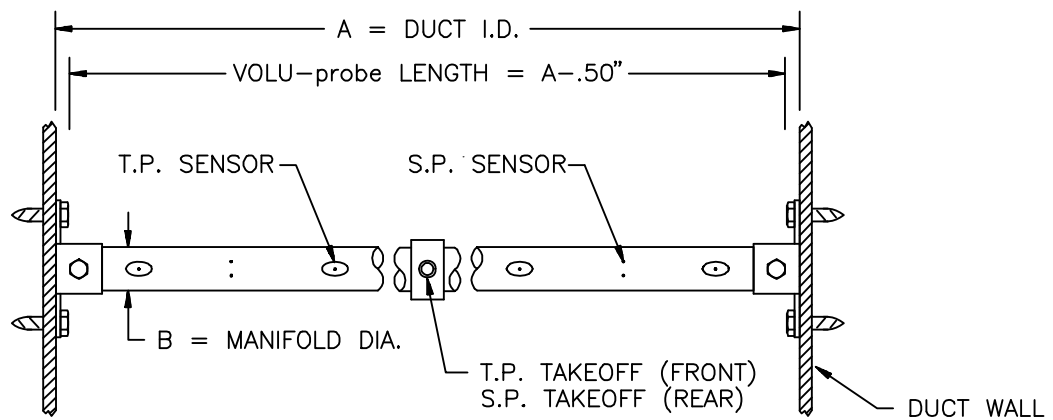 A = DUCT I.D.
VOLU-probe LENGTH = A-.50"
T.P. SENSOR
S.P. SENSOR
B = MANIFOLD DIA.
T.P. TAKEOFF (FRONT)
S.P. TAKEOFF (REAR)
DUCT WALL